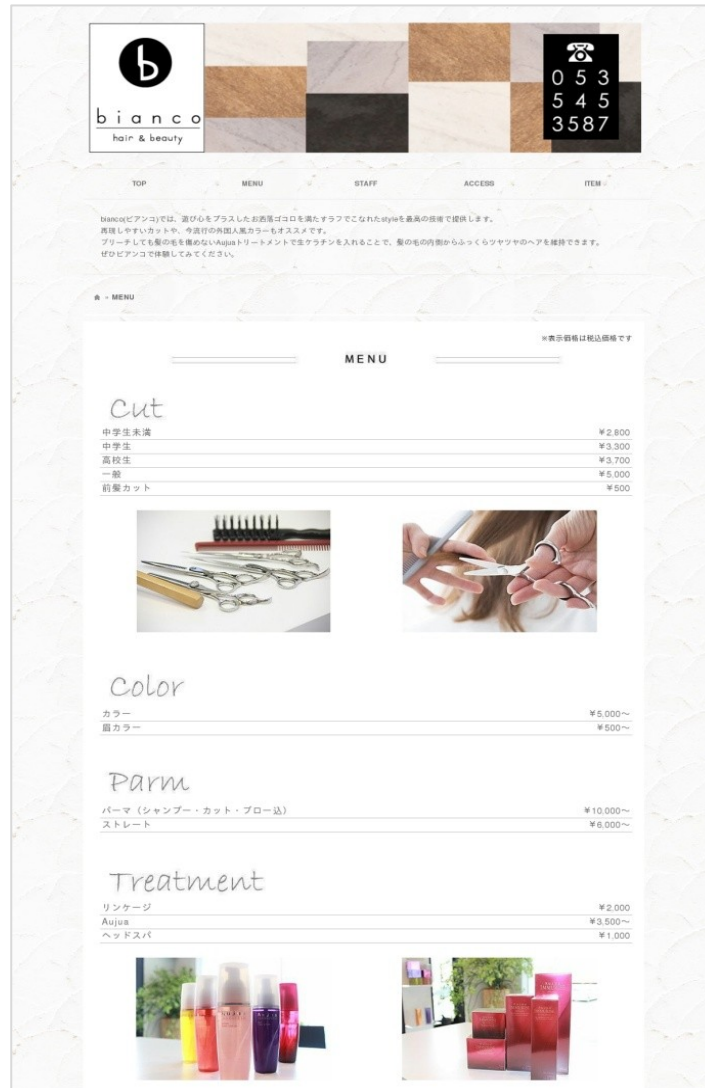 b
bianco
hair & beauty
053
545
3587
TOP
MENU
STAFF
ACCESS
ITEM
bianco(ビアンコ)では、遊び心をプラスしたお洒落ゴコロを満たすラフでこなれたstyleを最高の技術で提供します。
再現しやすいカットや、今流行の外国人風カラーもオススメです。
ブリーチしても髪の毛を傷めないAujuaトリートメントで生ケラチンを入れることで、髪の毛の内側からふっくらツヤツヤのヘアを維持できます。
ぜひビアンコで体験してみてください。
» MENU
※表示価格は税込価格です
MENU
Cut
中学生未満 ¥2,800
中学生 ¥3,300
高校生 ¥3,700
一般 ¥5,000
前髪カット ¥500
Color
カラー ¥5,000〜
眉カラー ¥500〜
Parm
パーマ（シャンプー・カット・ブロー込） ¥10,000〜
ストレート ¥6,000〜
Treatment
リンケージ ¥2,000
Aujua ¥3,500〜
ヘッドスパ ¥1,000